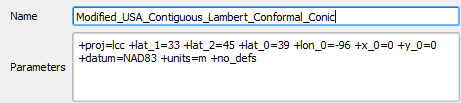 Name
Modified_USA_Contiguous_Lambert_Conformal_Conic
Parameters
+proj=lcc +lat_1=33 +lat_2=45 +lat_0=39 +lon_0=-96 +x_0=0 +y_0=0
+datum=NAD83 +units=m +no_defs